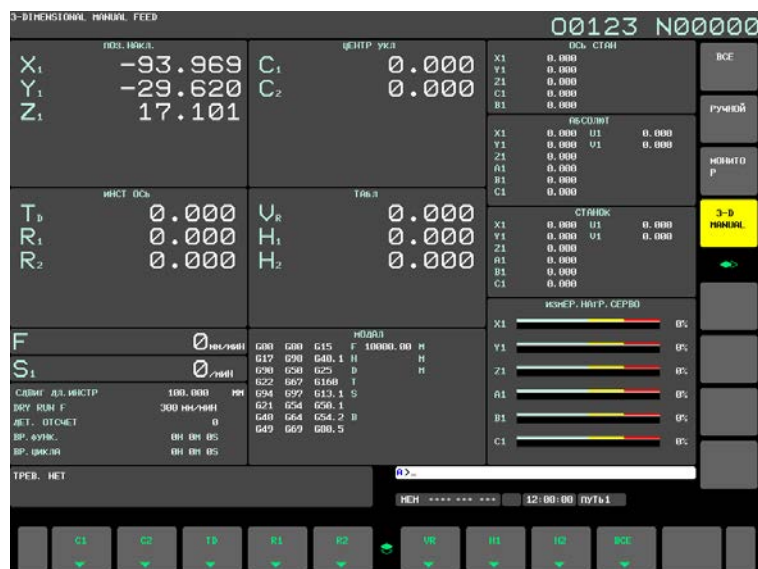 3-DIMENSIONAL MANUAL FEED
O0123 N00000
ПОЗ.НАКЛ.
X1 -93.969
Y1 -29.620
Z1 17.101
ЦЕНТР УКЛ
C1 0.000
C2 0.000
ОСЬ СТАН
X1 0.000
Y1 0.000
Z1 0.000
C1 0.000
B1 0.000
АБСОЛЮТ
X1 0.000 U1 0.000
Y1 0.000 V1 0.000
Z1 0.000
A1 0.000
B1 0.000
C1 0.000
ИНСТ ОСЬ
TD 0.000
R1 0.000
R2 0.000
ТАБЛ
VR 0.000
H1 0.000
H2 0.000
СТАНОК
X1 0.000 U1 0.000
Y1 0.000 V1 0.000
Z1 0.000
A1 0.000
B1 0.000
C1 0.000
F 0 ММ/МИН
S1 0 /МИН
СДВИГ ДЛ.ИНСТР 100.000 ММ
DRY RUN F 300 ММ/МИН
ДЕТ. ОТСЧЕТ 0
ВР.ФУНК. 0H 0M 0S
ВР.ЦИКЛА 0H 0M 0S
МОДАЛ
G00 G80 G15 F 10000.00 M
G17 G98 G40.1 H M
G90 G50 G25 D M
G22 G67 G160 T
G94 G97 G13.1 S
G21 G54 G50.1
G40 G64 G54.2 B
G49 G69 G80.5
ИЗМЕР.НАГР.СЕРВО
X1 0%
Y1 0%
Z1 0%
A1 0%
B1 0%
C1 0%
ВСЕ
РУЧНОЙ
МОНИТО
Р
3-D
MANUAL
ТРЕВ. НЕТ
A>_
MEM **** *** *** 12:00:00 ПУТЬ1
C1 C2 TD R1 R2 VR H1 H2 ВСЕ